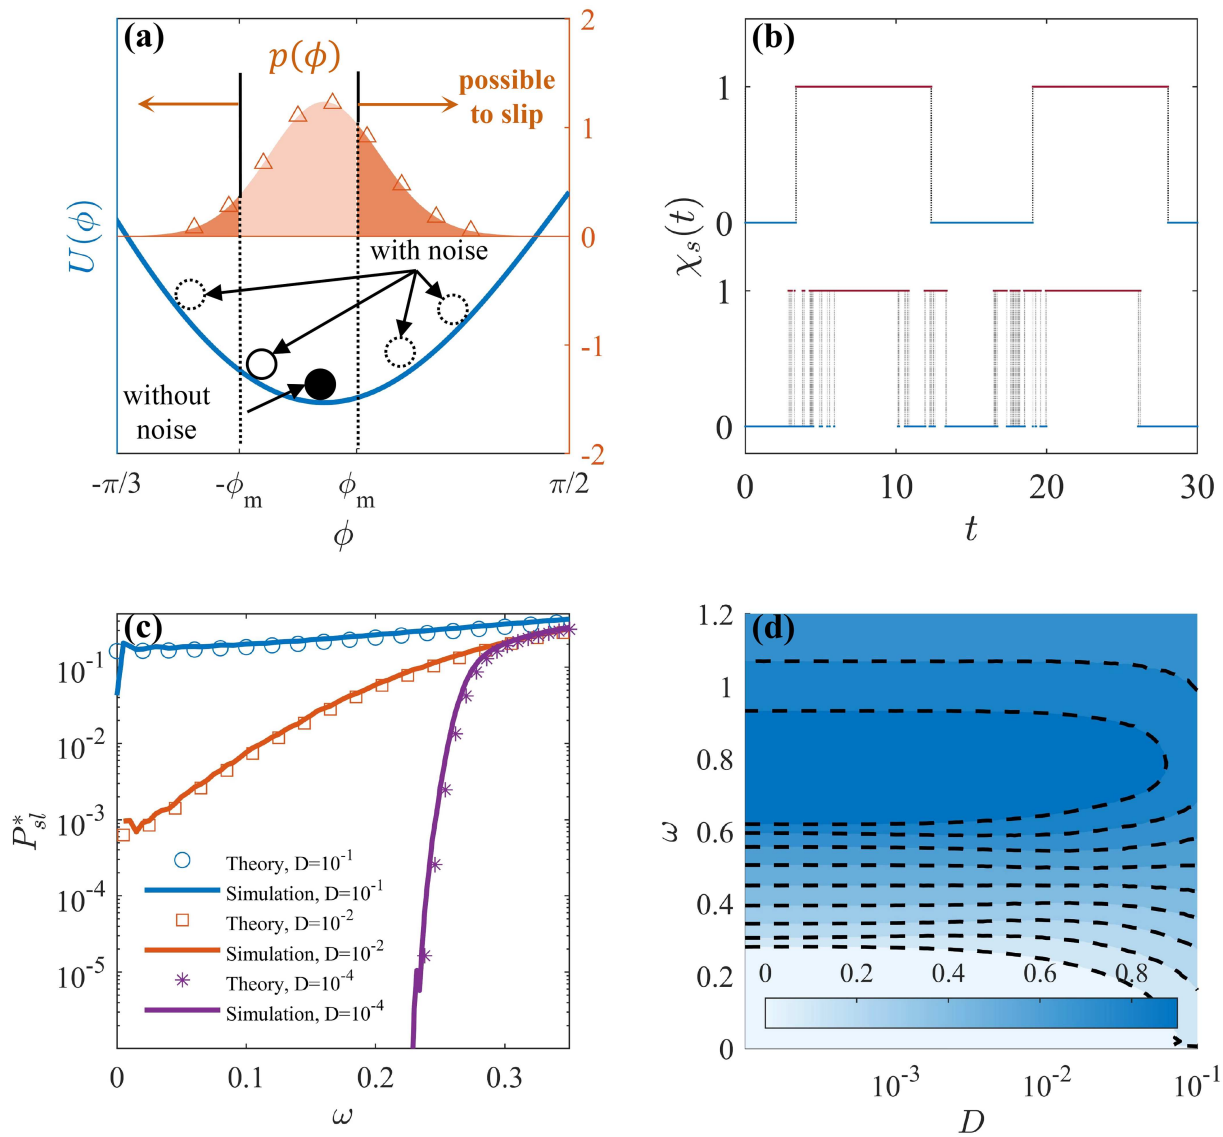 (a)
p(ϕ)
possible
to slip
2
1
0
-1
-2
U(ϕ)
with noise
without
noise
-π/3
-ϕm
ϕm
π/2
ϕ
(b)
1
0
1
0
χs(t)
0
10
20
30
t
(c)
10-1
10-2
10-3
10-4
10-5
P*sl
Theory, D=10-1
Simulation, D=10-1
Theory, D=10-2
Simulation, D=10-2
Theory, D=10-4
Simulation, D=10-4
0
0.1
0.2
0.3
ω
(d)
1.2
1
0.8
0.6
0.4
0.2
0
ω
0
0.2
0.4
0.6
0.8
10-3
10-2
10-1
D